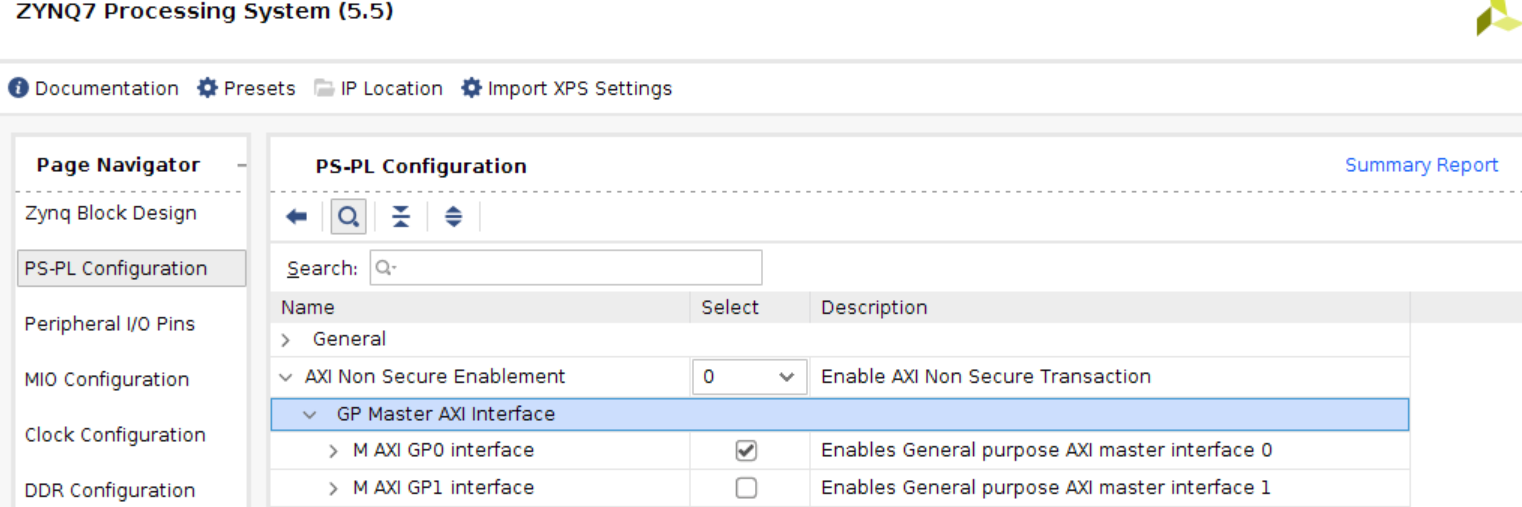 ZYNQ7 Processing System (5.5)
Documentation Presets IP Location Import XPS Settings
Page Navigator
Zynq Block Design
PS-PL Configuration
Peripheral I/O Pins
MIO Configuration
Clock Configuration
DDR Configuration
PS-PL Configuration Summary Report
Search:
Name Select Description
General
AXI Non Secure Enablement 0 Enable AXI Non Secure Transaction
GP Master AXI Interface
M AXI GP0 interface Enables General purpose AXI master interface 0
M AXI GP1 interface Enables General purpose AXI master interface 1